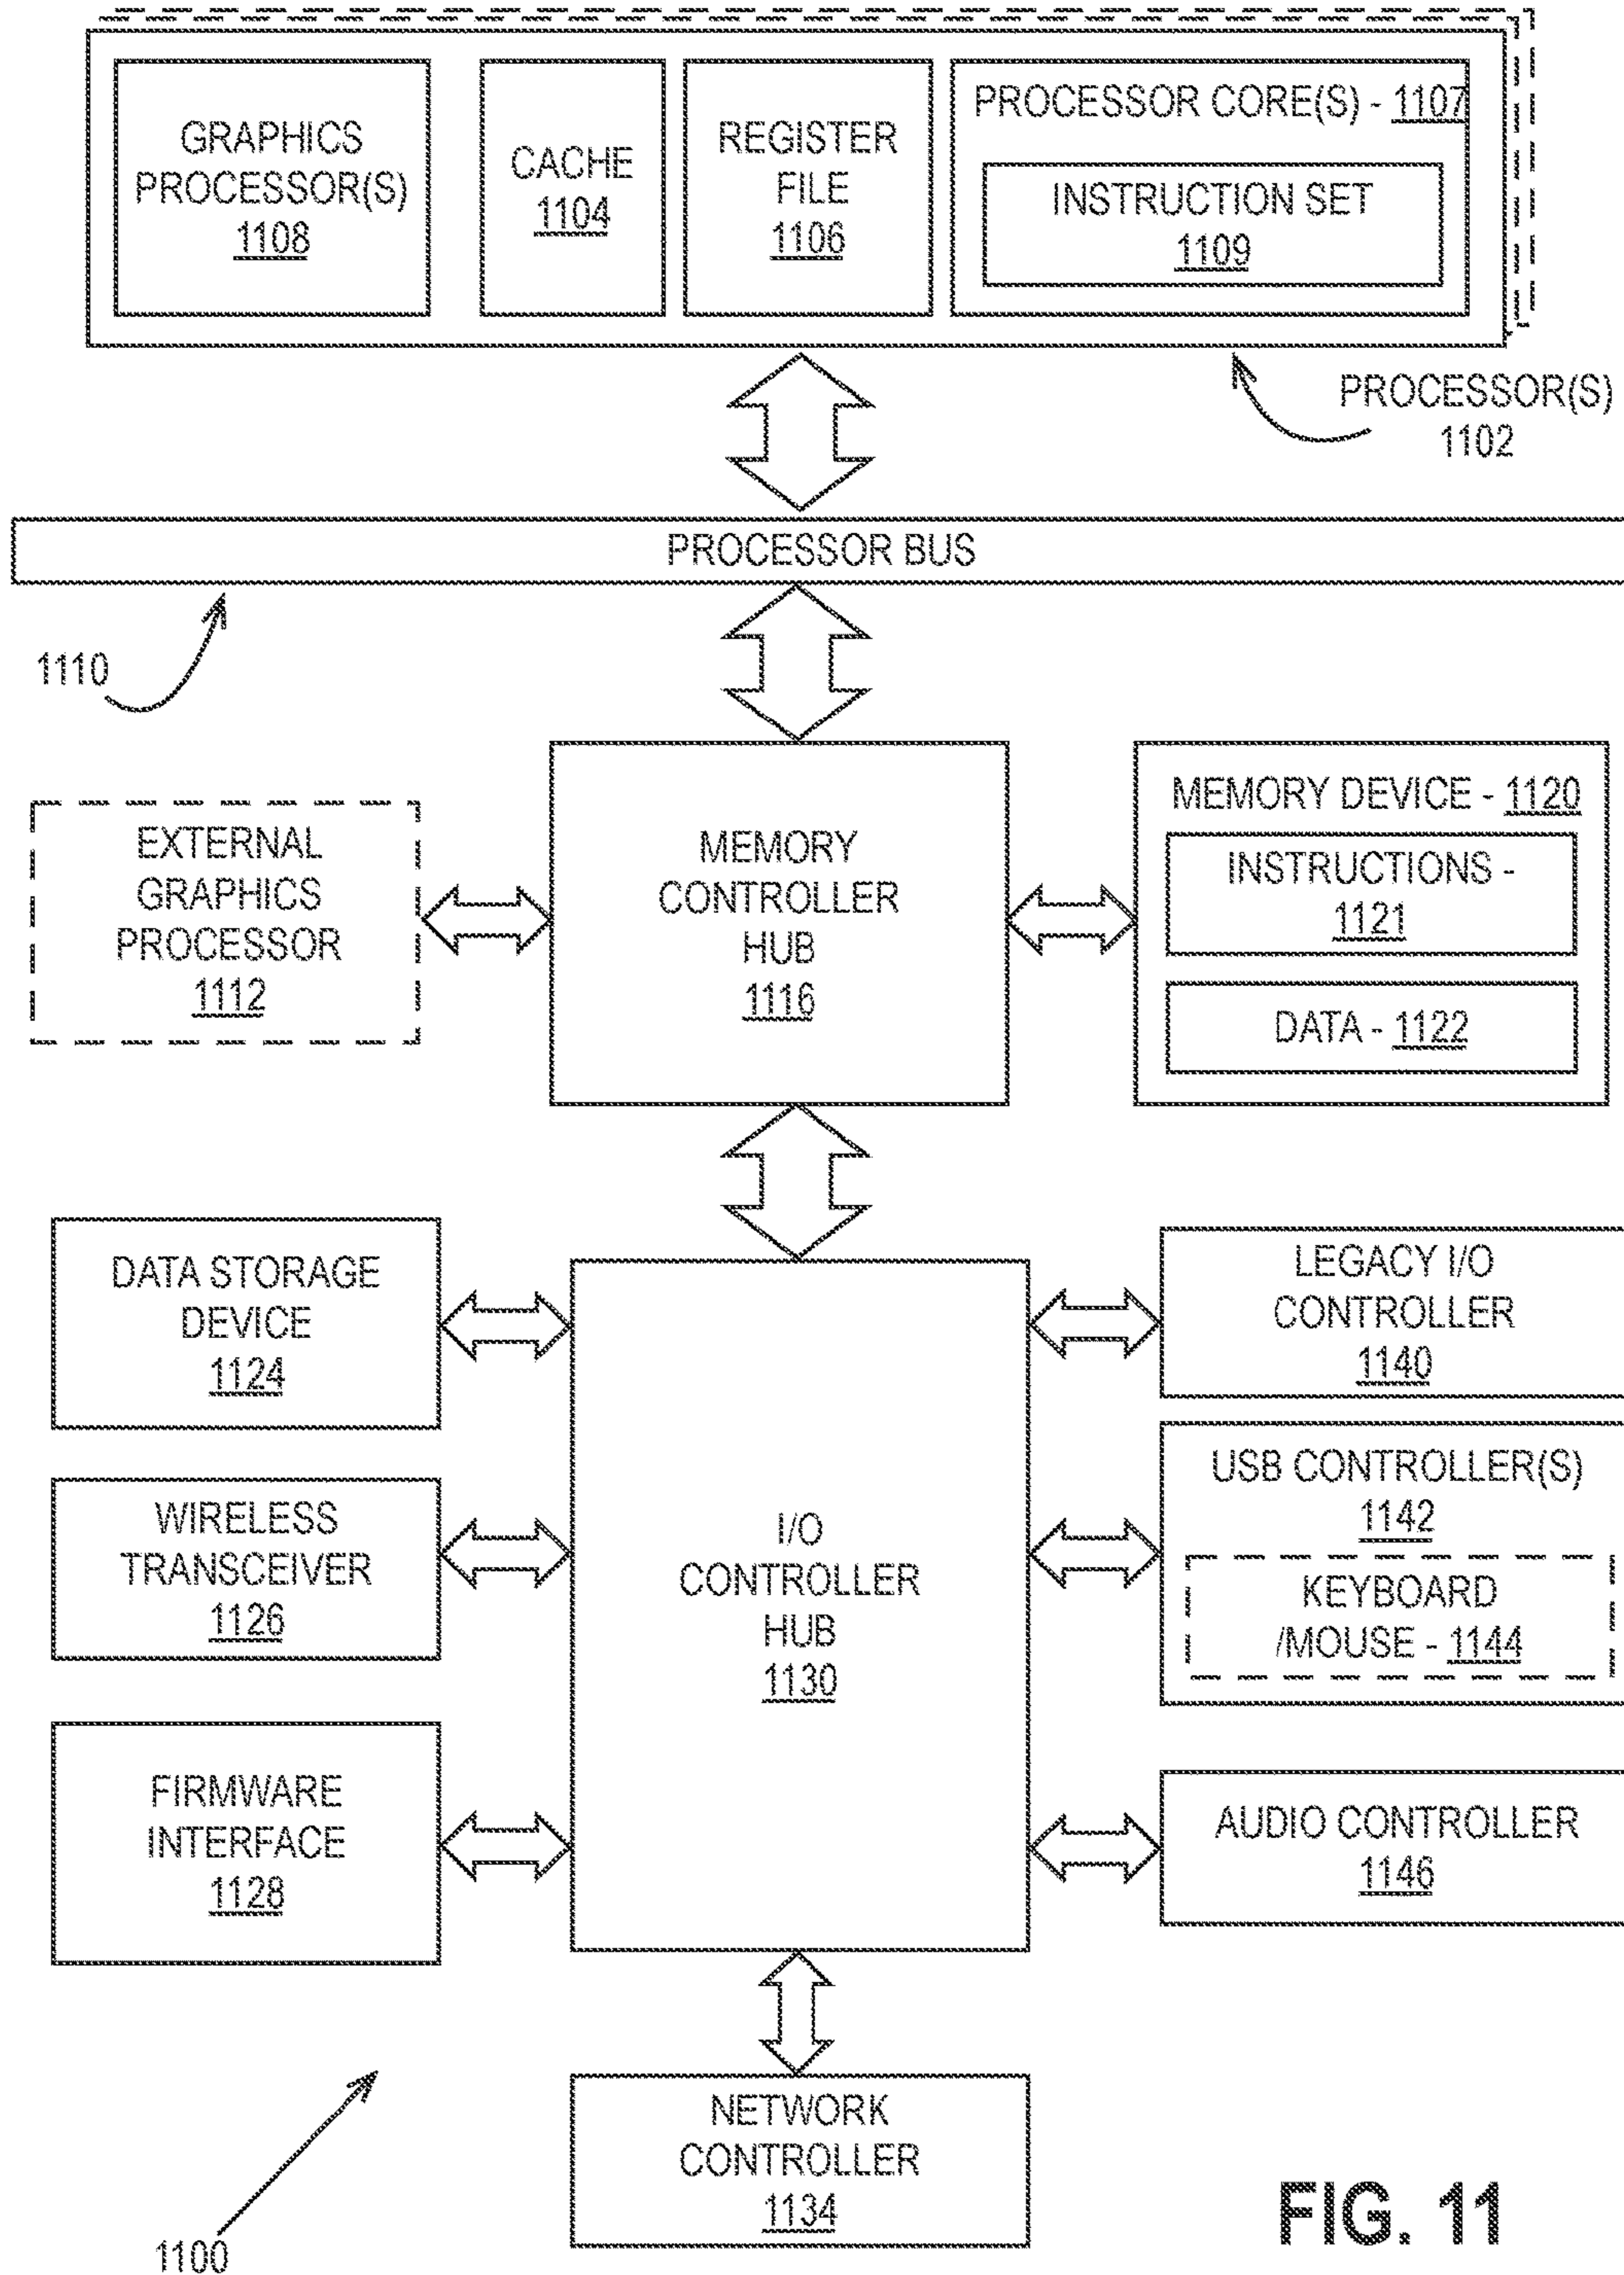 GRAPHICS
PROCESSOR(S)
1108
CACHE
1104
REGISTER
FILE
1106
PROCESSOR CORE(S) - 1107
INSTRUCTION SET
1109
PROCESSOR(S)
1102
PROCESSOR BUS
1110
EXTERNAL
GRAPHICS
PROCESSOR
1112
MEMORY
CONTROLLER
HUB
1116
MEMORY DEVICE - 1120
INSTRUCTIONS -
1121
DATA - 1122
DATA STORAGE
DEVICE
1124
WIRELESS
TRANSCEIVER
1126
FIRMWARE
INTERFACE
1128
I/O
CONTROLLER
HUB
1130
LEGACY I/O
CONTROLLER
1140
USB CONTROLLER(S)
1142
KEYBOARD
/MOUSE - 1144
AUDIO CONTROLLER
1146
NETWORK
CONTROLLER
1134
1100
FIG. 11